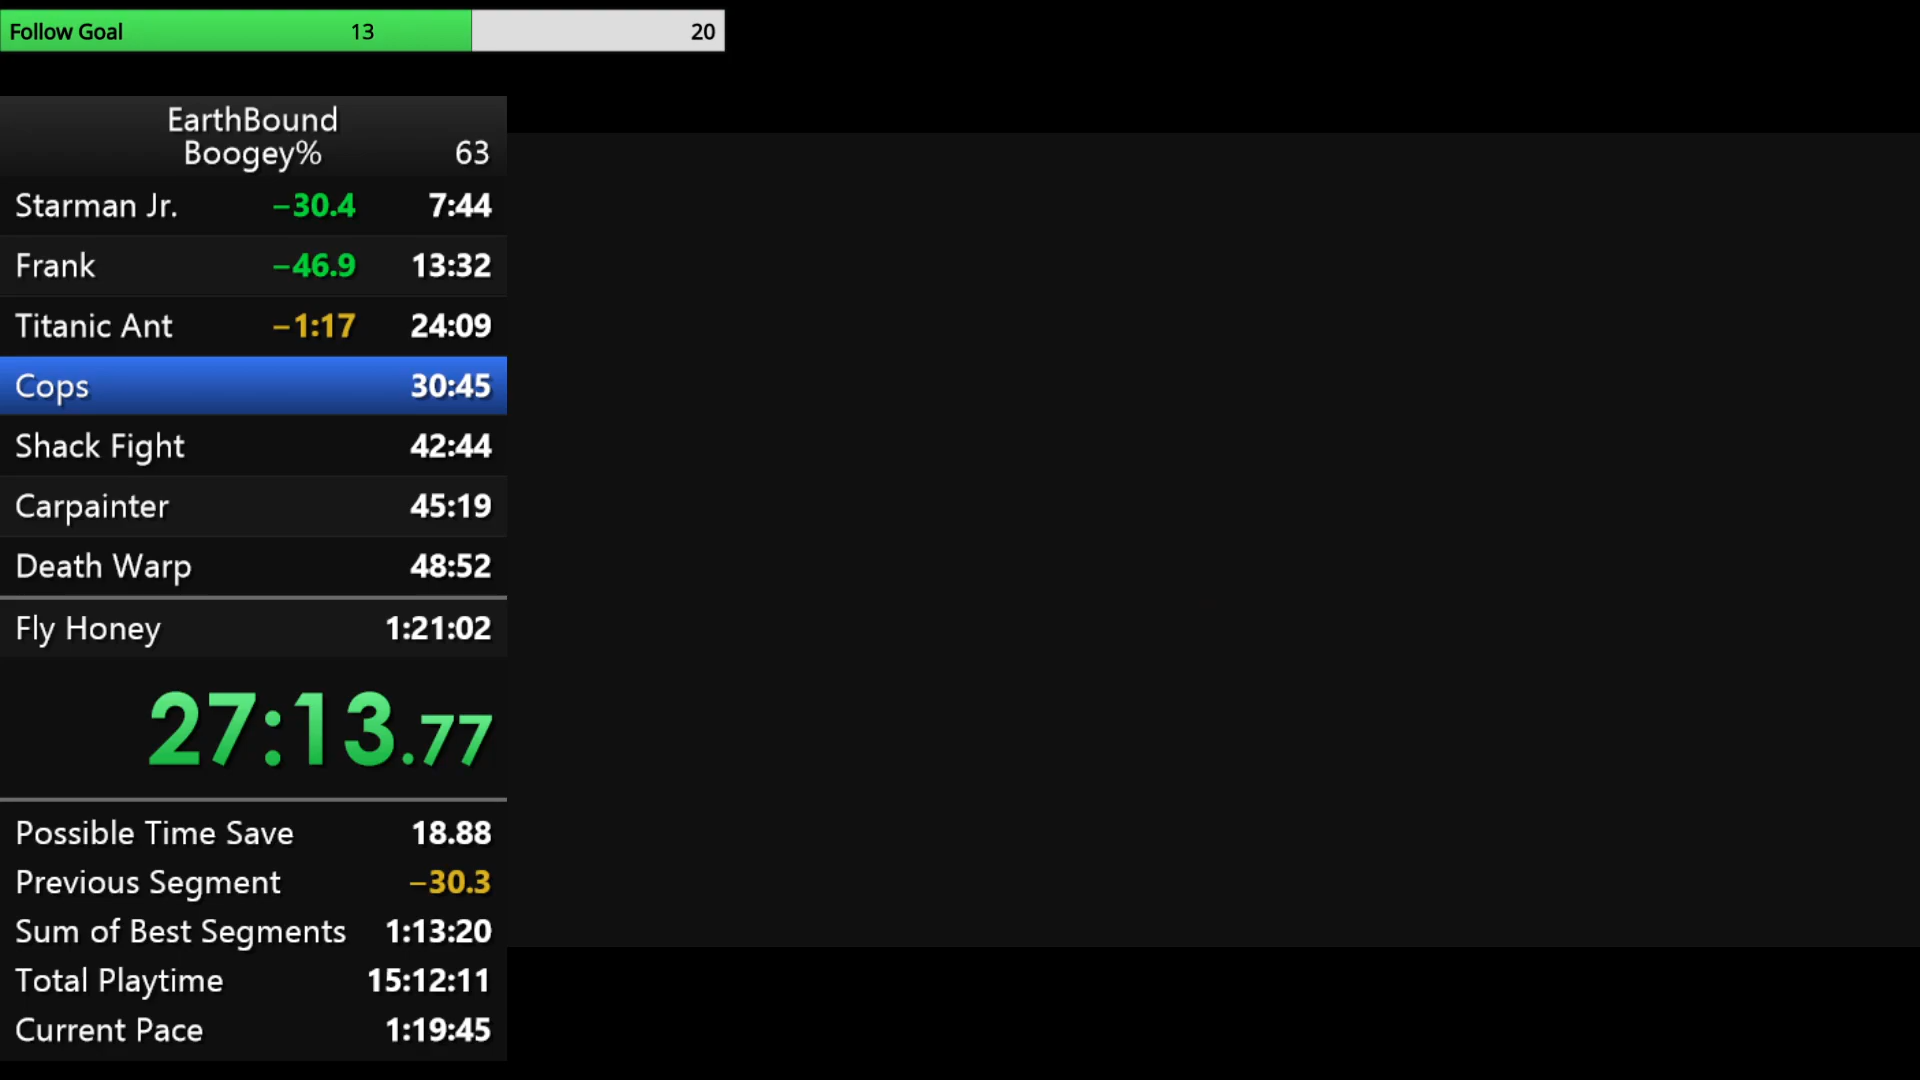 Follow Goal 13 20
EarthBound
Boogey% 63
Starman Jr. −30.4 7:44
Frank −46.9 13:32
Titanic Ant −1:17 24:09
Cops 30:45
Shack Fight 42:44
Carpainter 45:19
Death Warp 48:52
Fly Honey 1:21:02
27:13.77
Possible Time Save 18.88
Previous Segment −30.3
Sum of Best Segments 1:13:20
Total Playtime 15:12:11
Current Pace 1:19:45